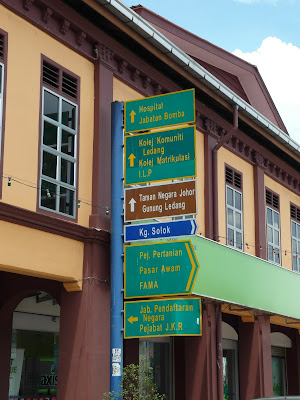 Hospital
Jabatan Bomba
Kolej Komuniti
Ledang
Kolej Matrikulasi
I.L.P
Taman Negara Johor
Gunung Ledang
Kg. Solok
Pej. Pertanian
Pasar Awam
FAMA
Jab. Pendaftaran
Negara
Pejabat J.K.R